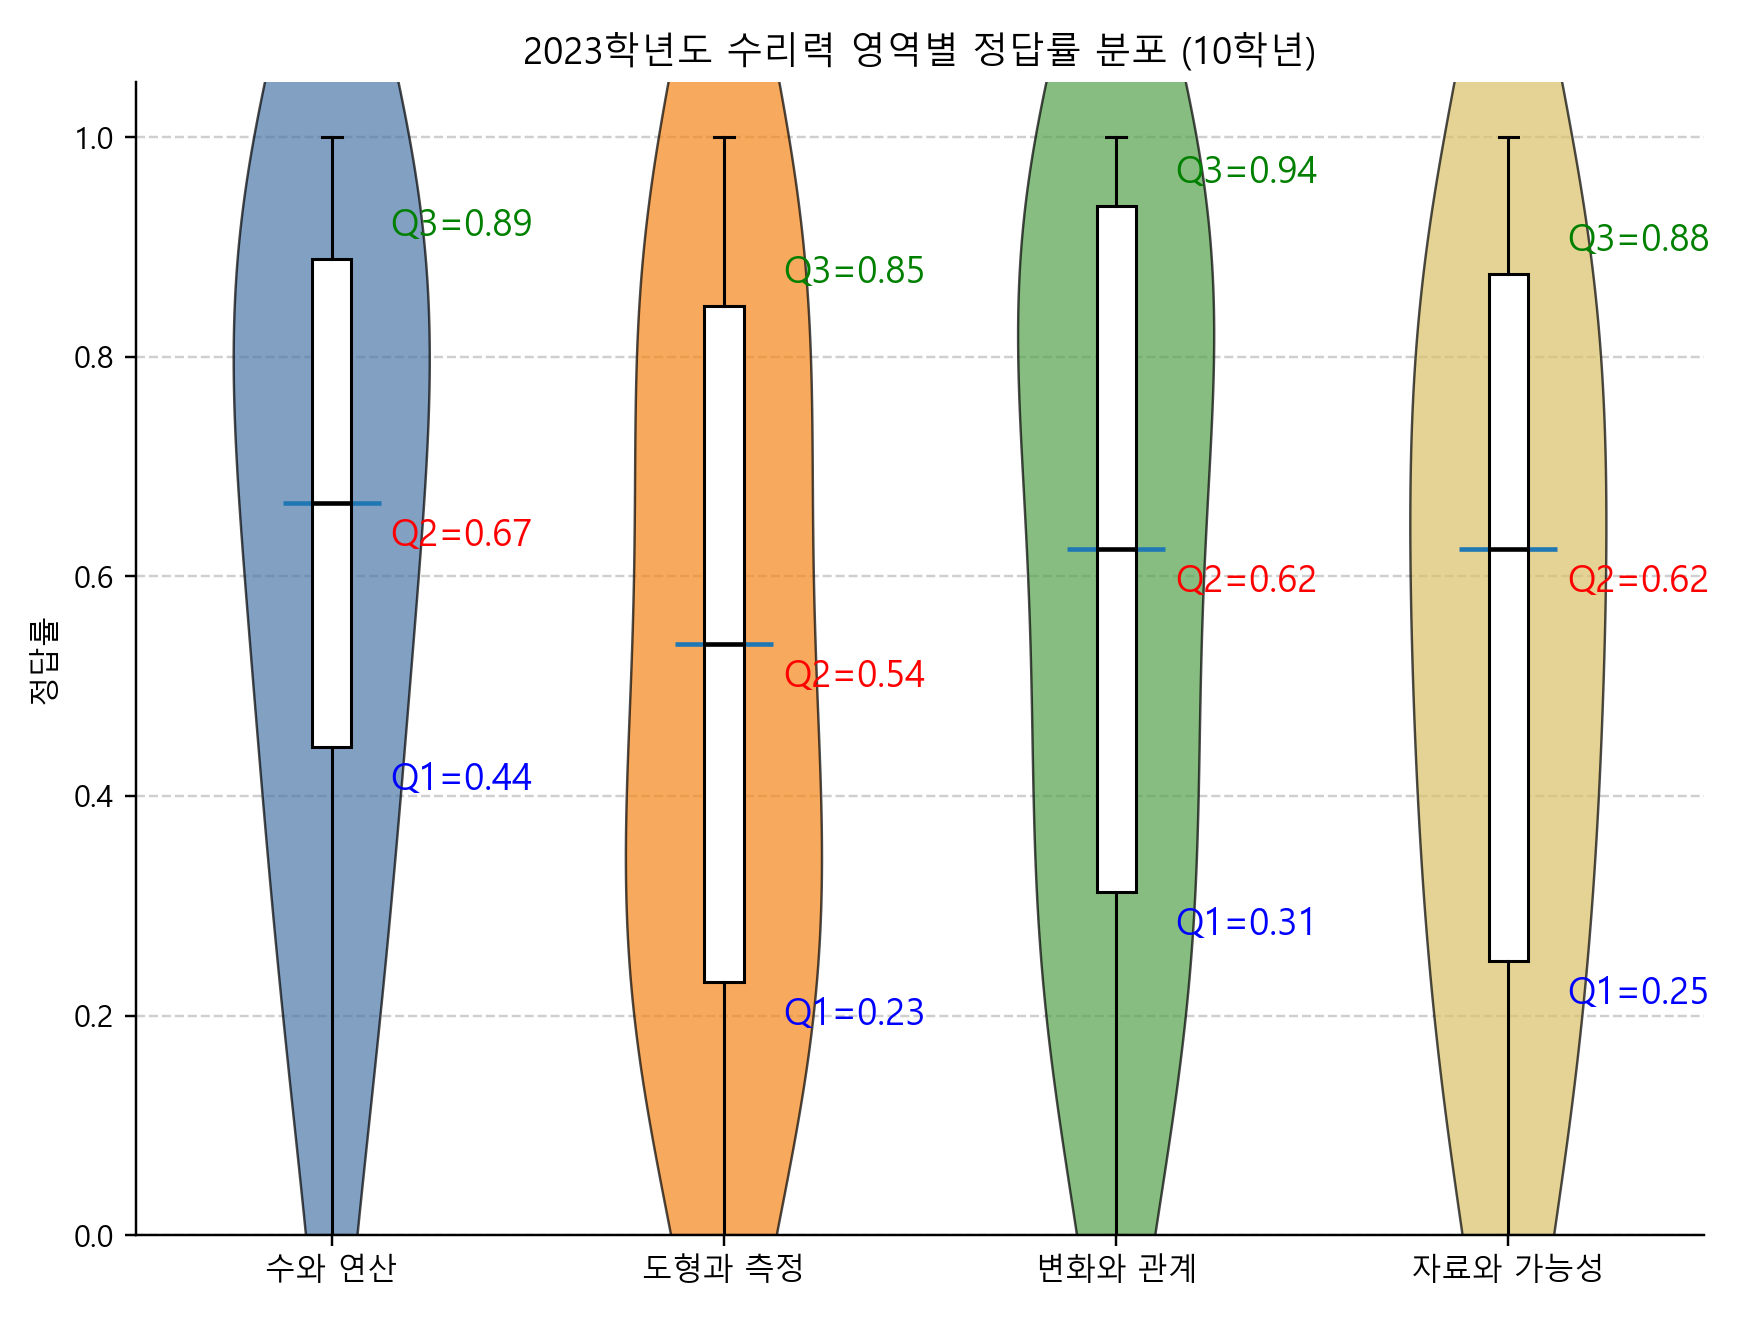 2023학년도 수리력 영역별 정답률 분포 (10학년)
정답률
1.0
0.8
0.6
0.4
0.2
0.0
Q3=0.89
Q2=0.67
Q1=0.44
Q3=0.85
Q2=0.54
Q1=0.23
Q3=0.94
Q2=0.62
Q1=0.31
Q3=0.88
Q2=0.62
Q1=0.25
수와 연산
도형과 측정
변화와 관계
자료와 가능성